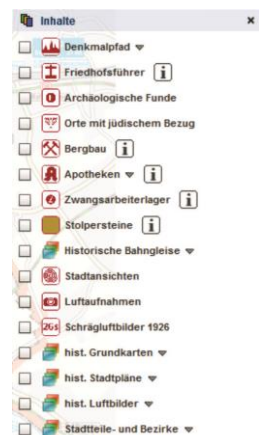 Inhalte
Denkmalpfad
Friedhofsführer i
Archäologische Funde
Orte mit jüdischem Bezug
Bergbau i
Apotheken i
Zwangsarbeiterlager i
Stolpersteine i
Historische Bahngleise
Stadtansichten
Luftaufnahmen
Schrägluftbilder 1926
hist. Grundkarten
hist. Stadtpläne
hist. Luftbilder
Stadtteile- und Bezirke